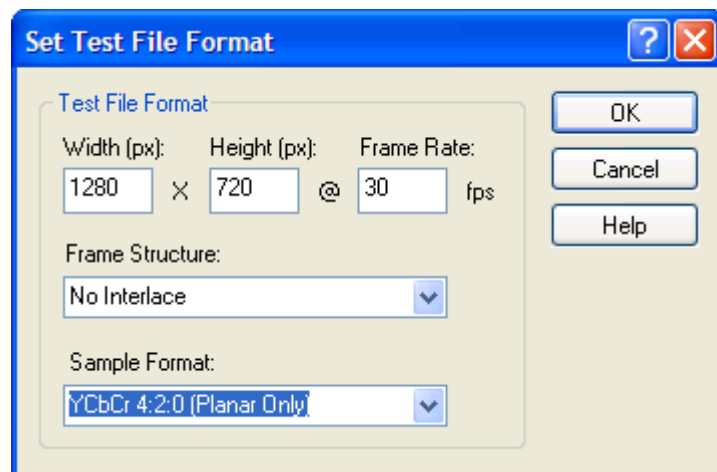 Set Test File Format ?
Test File Format
OK
Width (px): Height (px): Frame Rate:
1280 X 720 @ 30 fps
Cancel
Help
Frame Structure:
No Interlace
Sample Format:
YCbCr 4:2:0 (Planar Only)